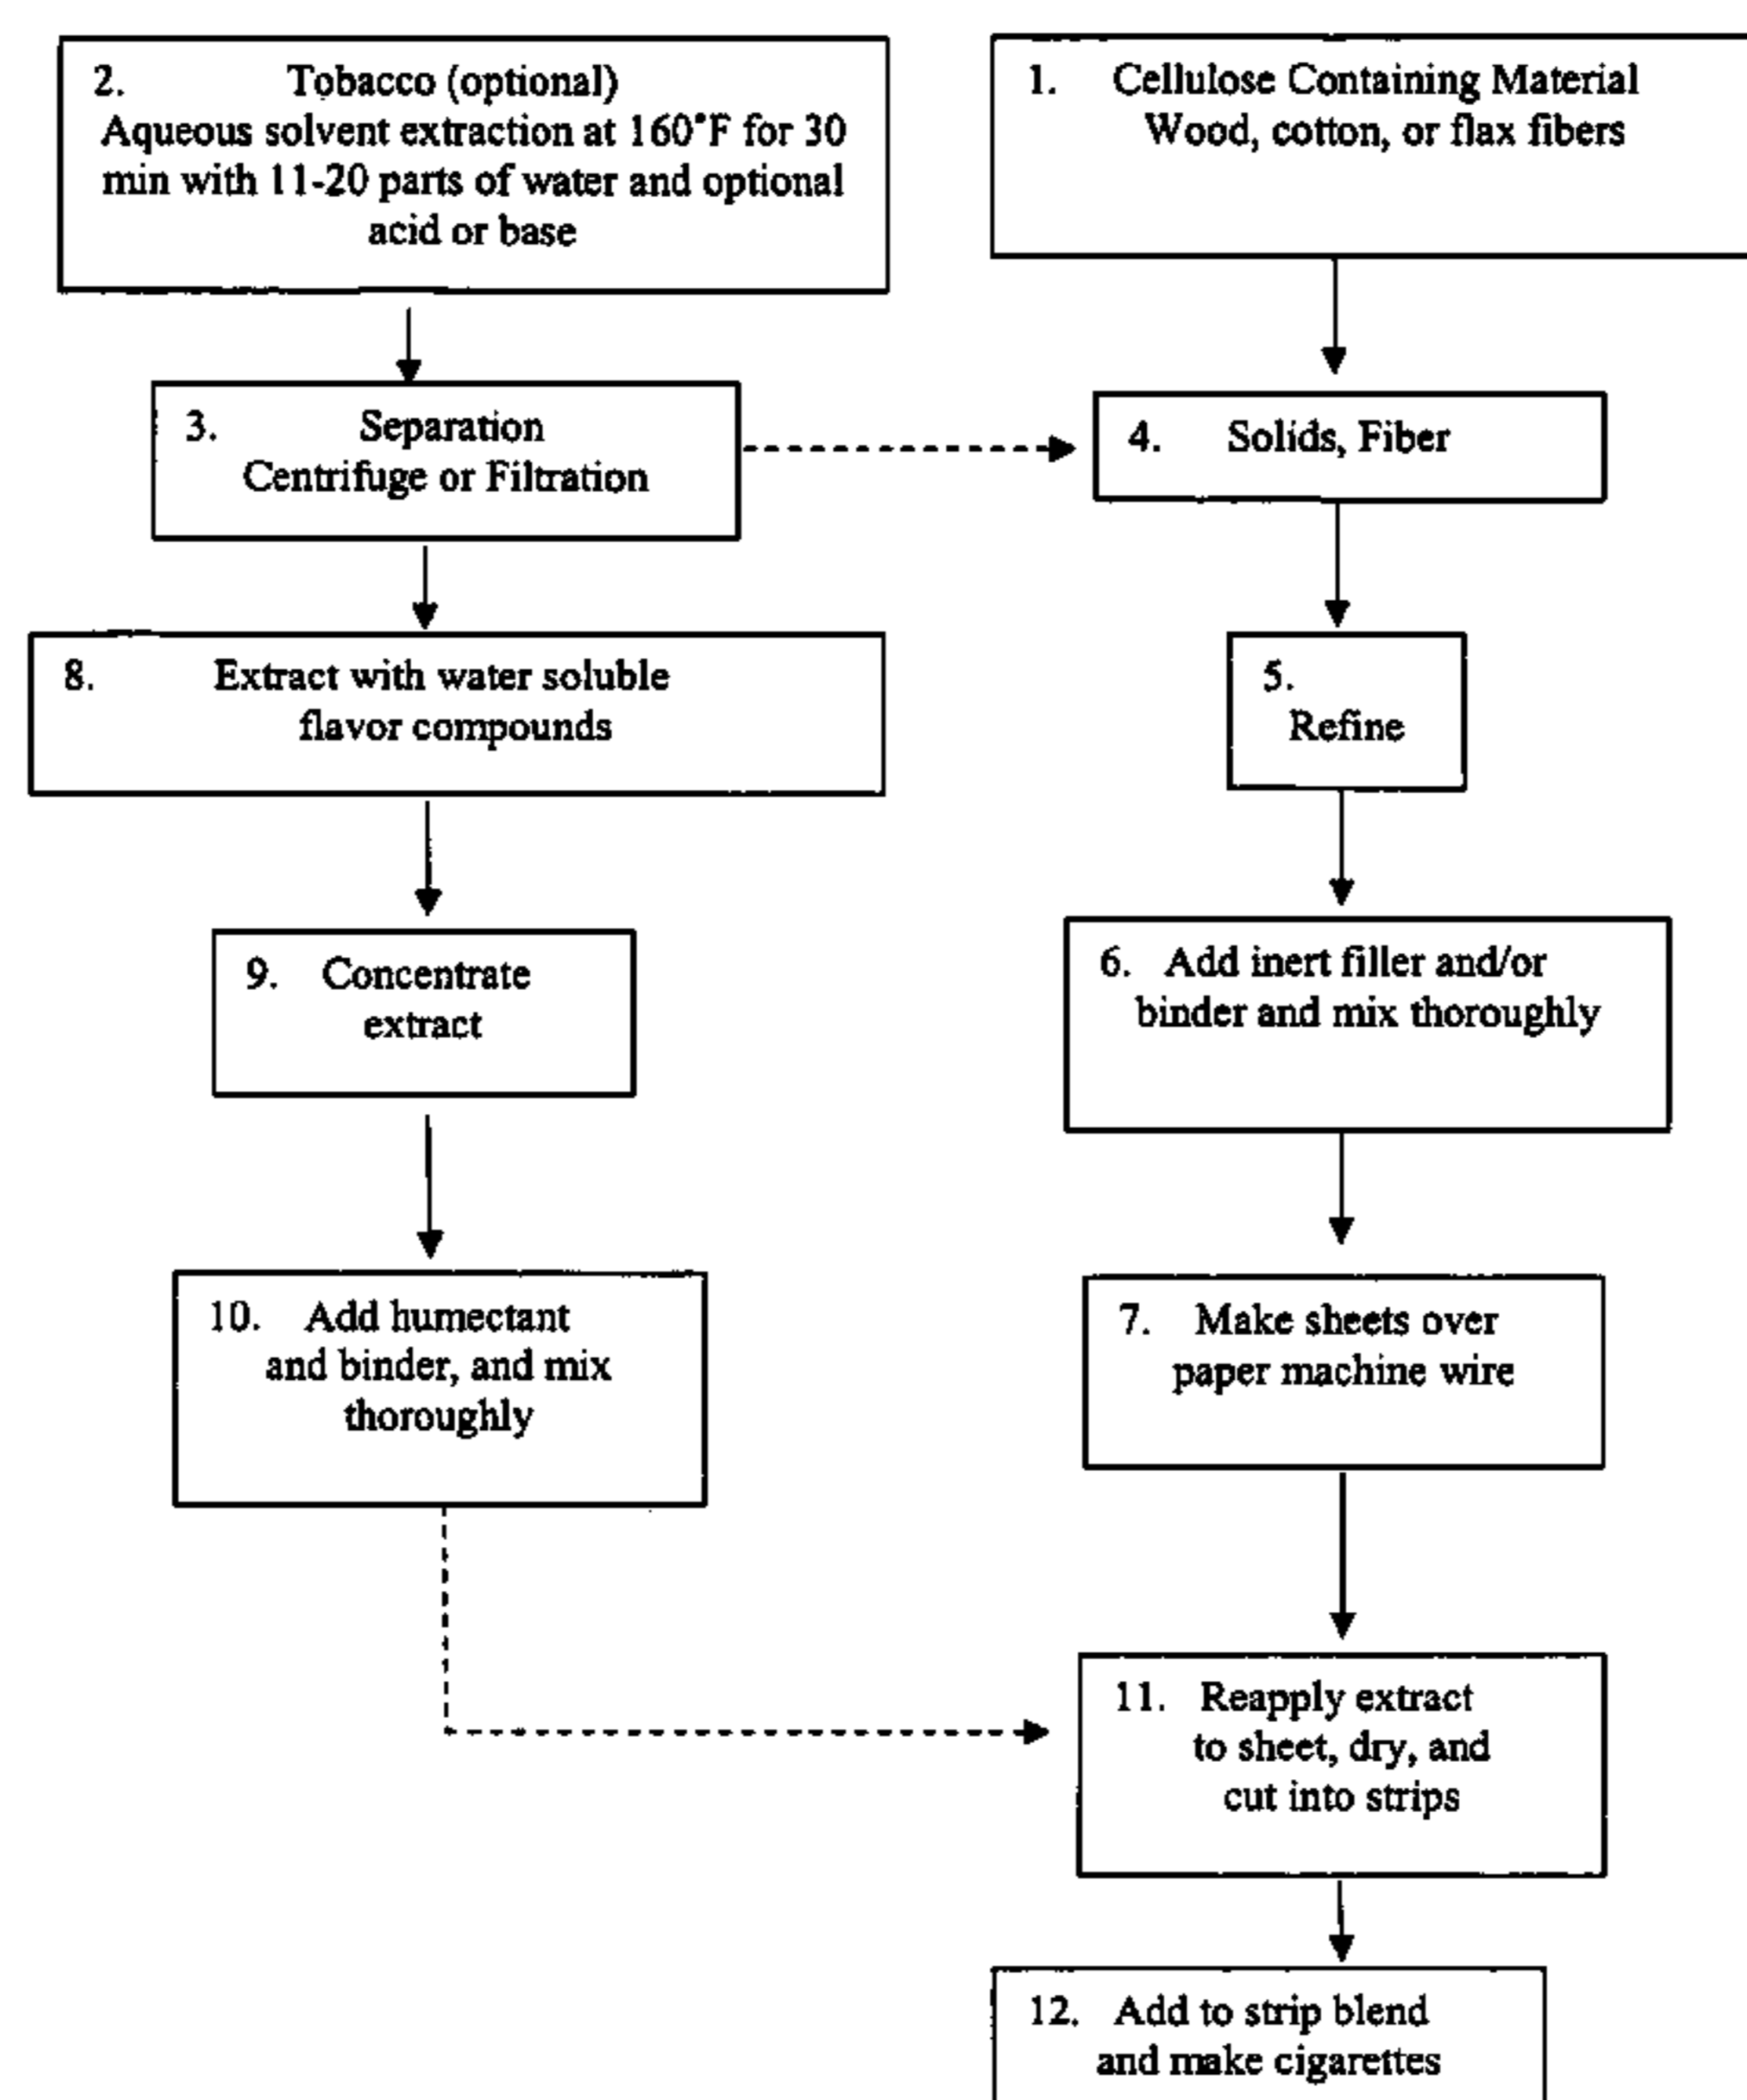 2. Tobacco (optional)
Aqueous solvent extraction at 160°F for 30
min with 11-20 parts of water and optional
acid or base
1. Cellulose Containing Material
Wood, cotton, or flax fibers
3. Separation
Centrifuge or Filtration
4. Solids, Fiber
8. Extract with water soluble
flavor compounds
5.
Refine
9. Concentrate
extract
6. Add inert filler and/or
binder and mix thoroughly
10. Add humectant
and binder, and mix
thoroughly
7. Make sheets over
paper machine wire
11. Reapply extract
to sheet, dry, and
cut into strips
12. Add to strip blend
and make cigarettes